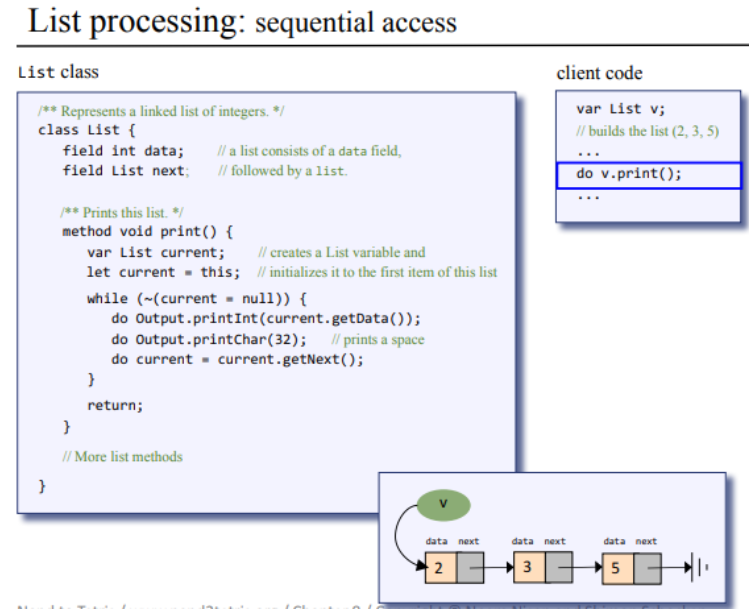 List processing: sequential access
List class
/** Represents a linked list of integers. */
class List {
field int data; // a list consists of a data field,
field List next; // followed by a list.
/** Prints this list. */
method void print() {
var List current; // creates a List variable and
let current = this; // initializes it to the first item of this list
while (~(current = null)) {
do Output.printInt(current.getData());
do Output.printChar(32); // prints a space
do current = current.getNext();
}
return;
}
// More list methods
}
client code
var List v;
// builds the list (2, 3, 5)
...
do v.print();
...
v
data next data next data next
2 3 5